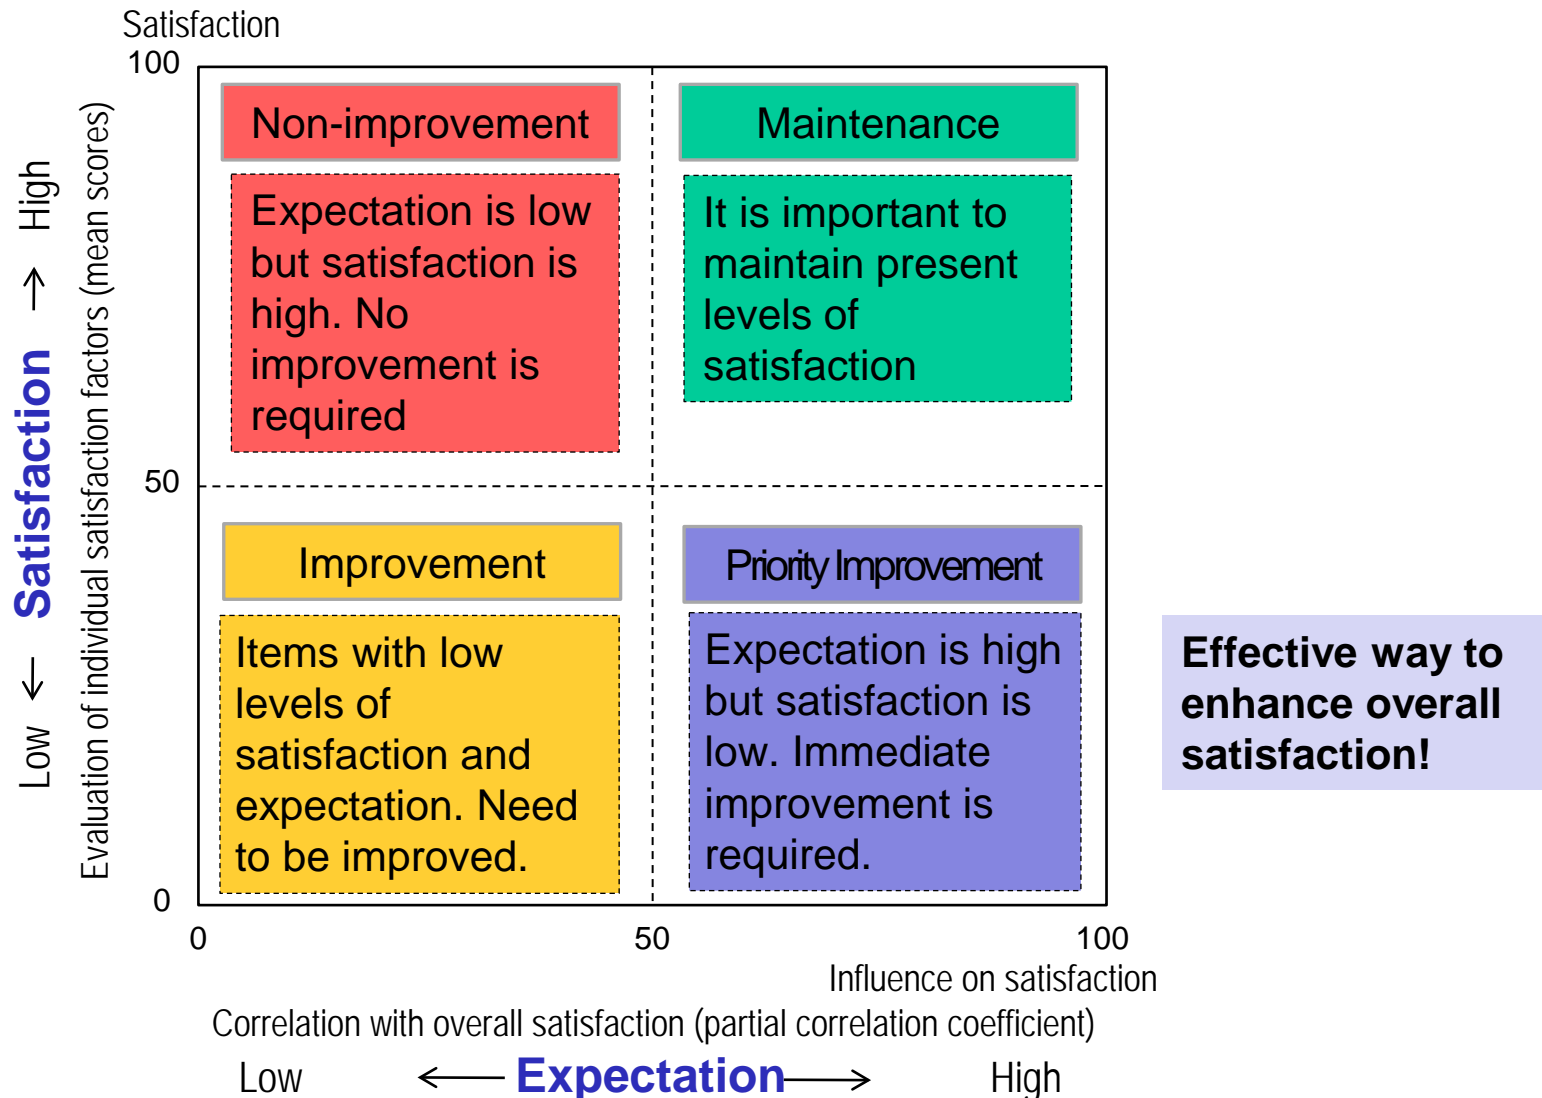 Satisfaction
100
Non-improvement
Maintenance
Expectation is low
but satisfaction is
high. No
improvement is
required
It is important to
maintain present
levels of
satisfaction
50
Improvement
Priority Improvement
Items with low
levels of
satisfaction and
expectation. Need
to be improved.
Expectation is high
but satisfaction is
low. Immediate
improvement is
required.
Effective way to
enhance overall
satisfaction!
0
0
50
100
Influence on satisfaction
Correlation with overall satisfaction (partial correlation coefficient)
Low ← Expectation → High
Low ← Satisfaction → High
Evaluation of individual satisfaction factors (mean scores)